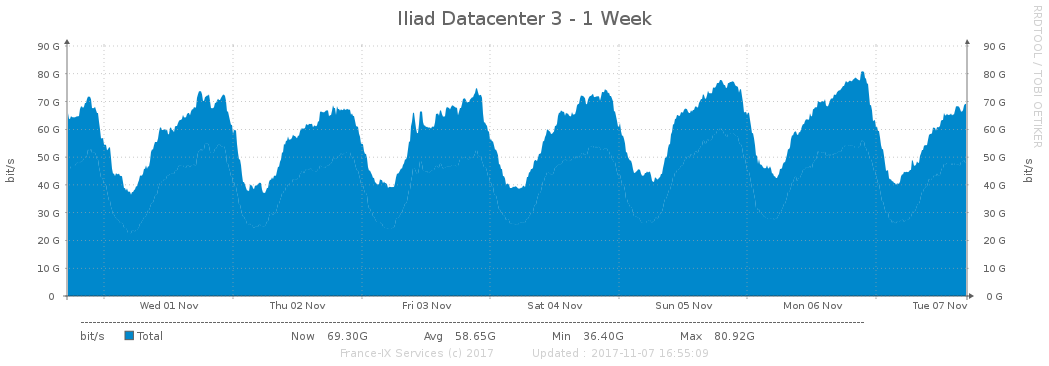 Iliad Datacenter 3 - 1 Week
RRDTOOL / TOBI OETIKER
90 G 90 G
80 G 80 G
70 G 70 G
60 G 60 G
50 G 50 G
40 G 40 G
30 G 30 G
20 G 20 G
10 G 10 G
0 0 G
bit/s bit/s
Wed 01 Nov Thu 02 Nov Fri 03 Nov Sat 04 Nov Sun 05 Nov Mon 06 Nov Tue 07 Nov
bit/s Total Now 69.30G Avg 58.65G Min 36.40G Max 80.92G
France-IX Services (c) 2017 Updated : 2017-11-07 16:55:09